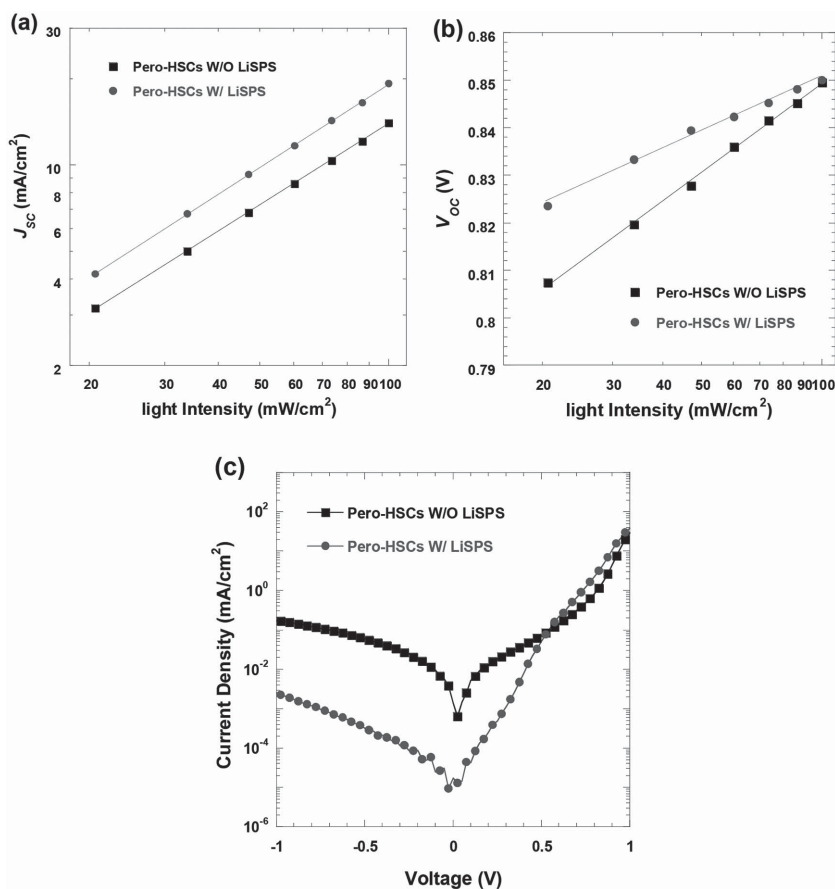 (a)
30
10
8
6
4
2
J_SC (mA/cm²)
Pero-HSCs W/O LiSPS
Pero-HSCs W/ LiSPS
20 30 40 50 60 70 80 90 100
light Intensity (mW/cm²)
(b)
0.86
0.85
0.84
0.83
0.82
0.81
0.8
0.79
V_OC (V)
Pero-HSCs W/O LiSPS
Pero-HSCs W/ LiSPS
20 30 40 50 60 70 80 90 100
light Intensity (mW/cm²)
(c)
10²
10⁰
10⁻²
10⁻⁴
10⁻⁶
Current Density (mA/cm²)
Pero-HSCs W/O LiSPS
Pero-HSCs W/ LiSPS
-1 -0.5 0 0.5 1
Voltage (V)